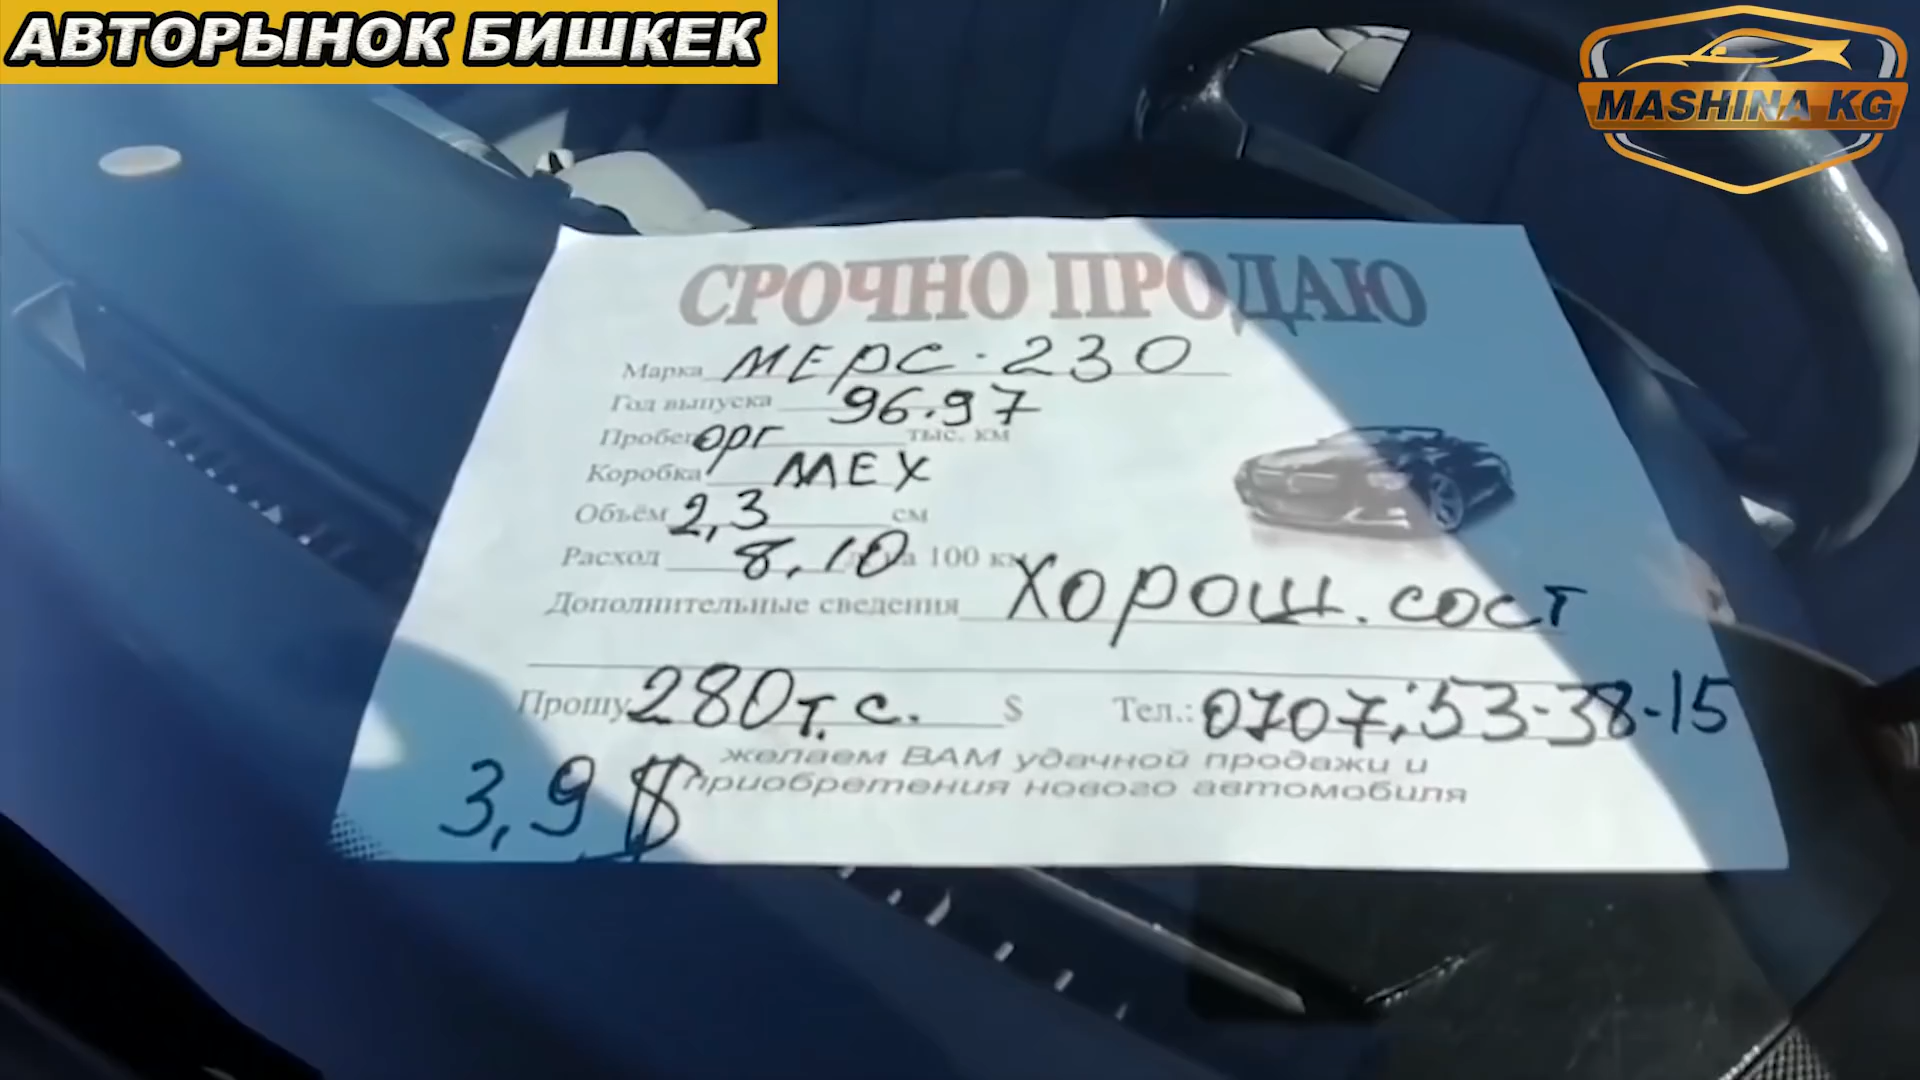 АВТОРЫНОК БИШКЕК
MASHINA KG
СРОЧНО ПРОДАЮ
Марка МЕРС-230
Год выпуска 96.97
Пробег орг тыс. км
Коробка МЕХ
Объём 2,3 см
Расход 8,10 на 100 км
Дополнительные сведения ХОРОШ. СОСТ
Прошу 280 т.с. $ Тел.: 0707.53-38-15
желаем ВАМ удачной продажи и
приобретения нового автомобиля
3,9 $